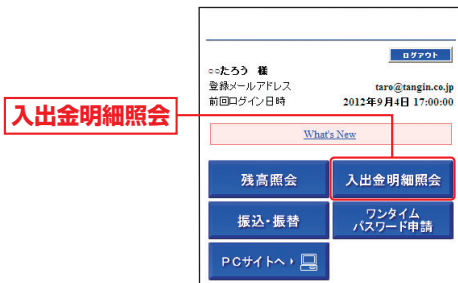 ログアウト
○○たろう 様
登録メールアドレス taro@tangin.co.jp
前回ログイン日時 2012年9月4日 17:00:00
入出金明細照会
What's New
残高照会 入出金明細照会
振込・振替 ワンタイム
パスワード申請
PCサイトへ